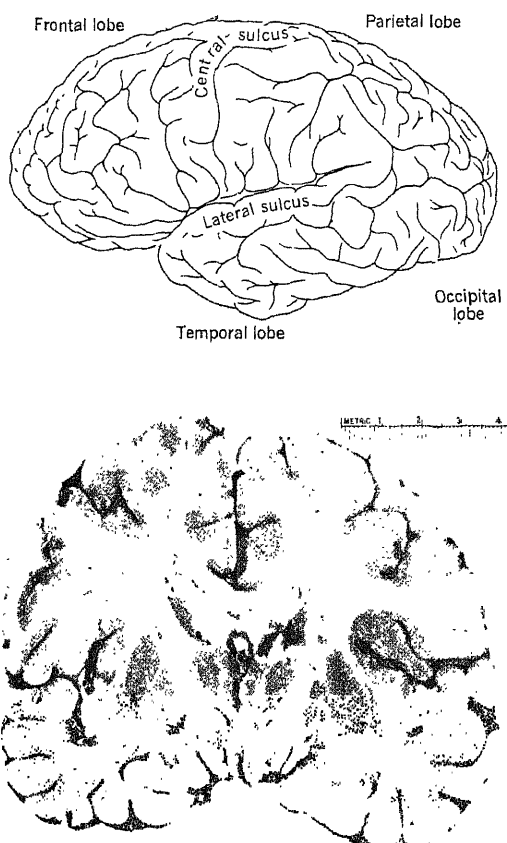 Frontal lobe
Parietal lobe
Central sulcus
Lateral sulcus
Occipital
lobe
Temporal lobe
METRIC 1 2 3 4